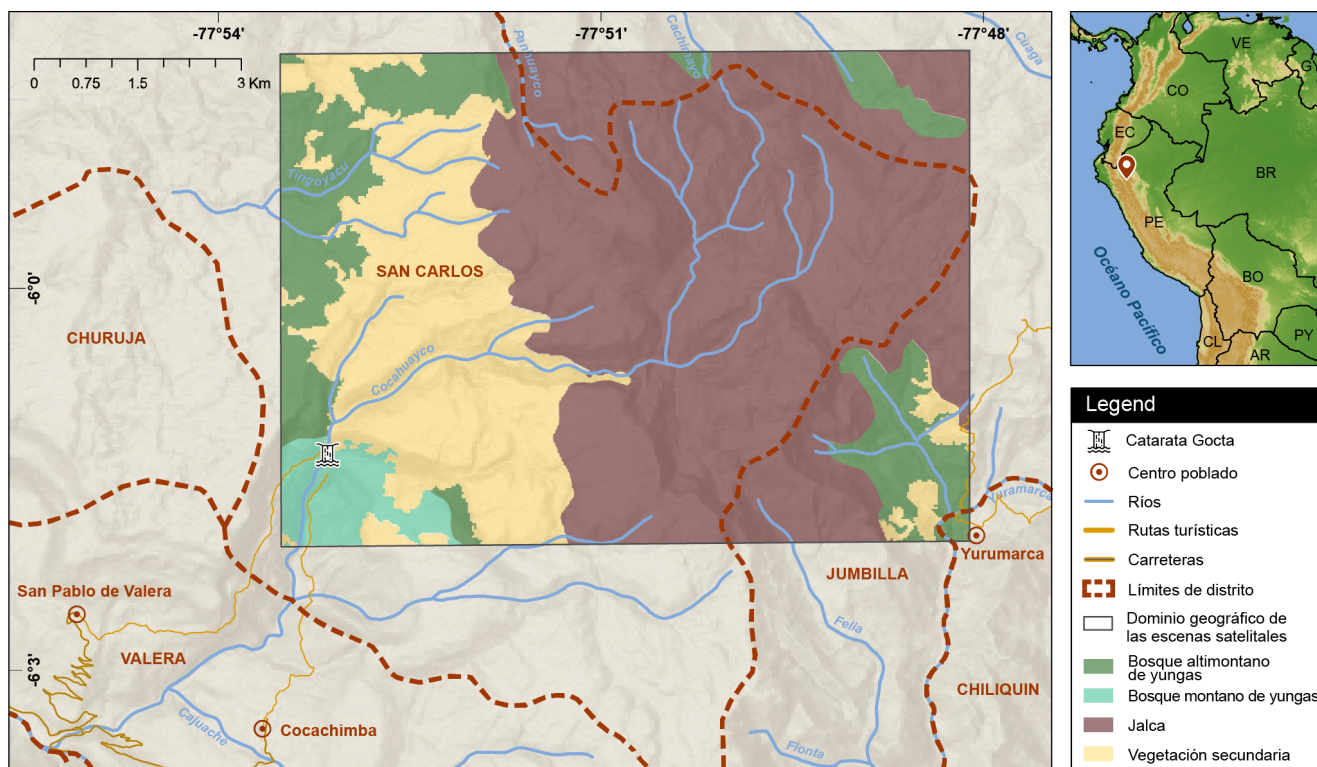 -77°54'
-77°51'
-77°48'
0 0.75 1.5 3 Km
Panhuayco
Cachiyacu
Cuaga
Tingoyacu
-6°0'
SAN CARLOS
CHURUJA
Cocahuayco
Yuramarca
Yurumarca
San Pablo de Valera
JUMBILLA
Felia
VALERA
-6°3'
CHILIQUIN
Cajuache
Cocachimba
Flonta
PA
VE
G
CO
EC
BR
PE
Océano Pacífico
BO
PY
CL
AR
Legend
Catarata Gocta
Centro poblado
Ríos
Rutas turísticas
Carreteras
Límites de distrito
Dominio geográfico de
las escenas satelitales
Bosque altimontano
de yungas
Bosque montano de yungas
Jalca
Vegetación secundaria